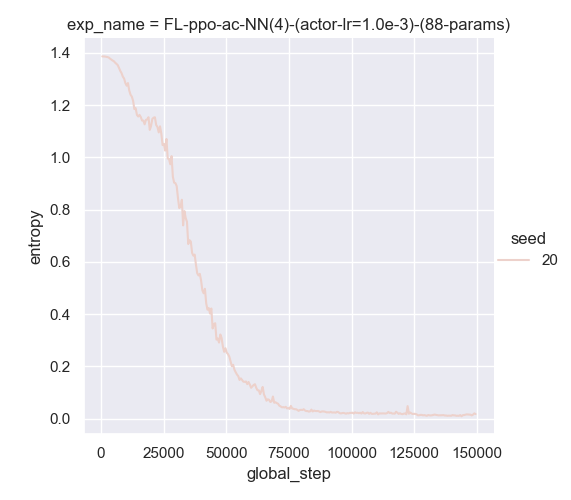 exp_name = FL-ppo-ac-NN(4)-(actor-lr=1.0e-3)-(88-params)
1.4
1.2
1.0
0.8
0.6
0.4
0.2
0.0
entropy
0 25000 50000 75000 100000 125000 150000
global_step
seed
20